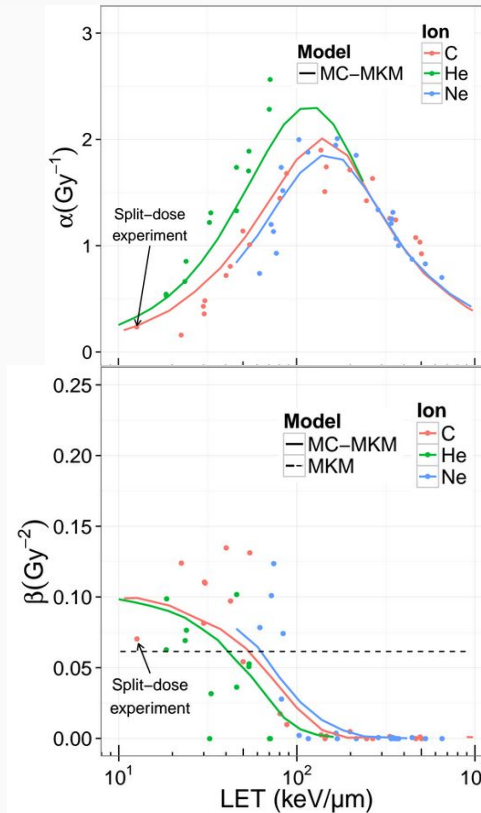 3
2
1
0
α(Gy⁻¹)
Model
MC-MKM
Ion
C
He
Ne
Split-dose
experiment
0.25
0.20
0.15
0.10
0.05
0.00
β(Gy⁻²)
Model
MC-MKM
MKM
Ion
C
He
Ne
Split-dose
experiment
10¹
10²
10
LET (keV/μm)